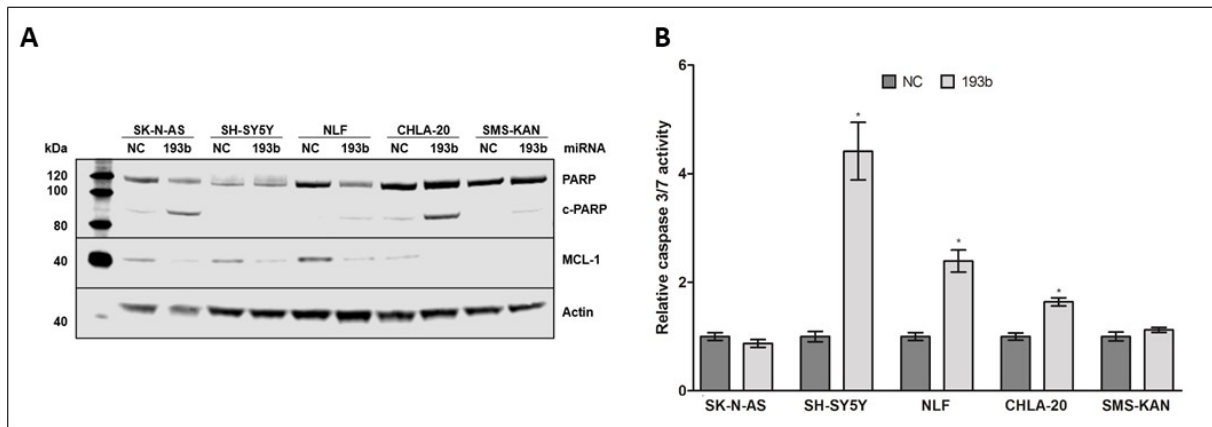 A
SK-N-AS SH-SY5Y NLF CHLA-20 SMS-KAN
kDa NC 193b NC 193b NC 193b NC 193b NC 193b miRNA
120 PARP
100
c-PARP
80
40 MCL-1
Actin
40
B
NC 193b
6
4
2
1
0
Relative caspase 3/7 activity
* * *
SK-N-AS SH-SY5Y NLF CHLA-20 SMS-KAN